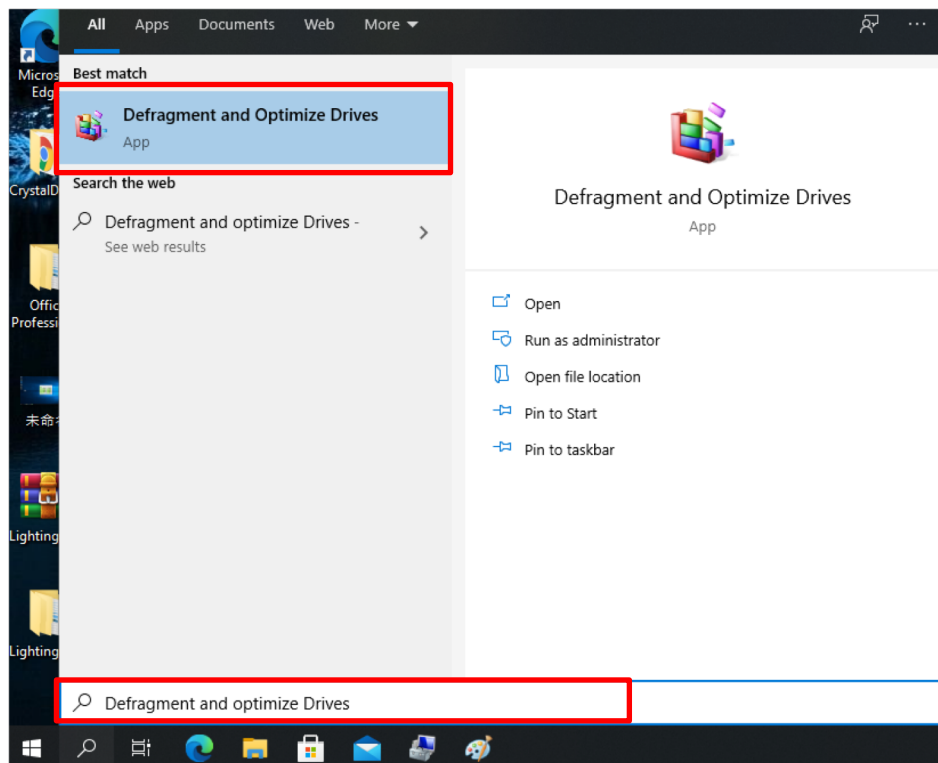 All Apps Documents Web More
Micros
Edg
Best match
Defragment and Optimize Drives
App
CrystalD
Search the web
Defragment and optimize Drives -
See web results
Offic
Professi
未命
Lighting
Lighting
Defragment and Optimize Drives
App
Open
Run as administrator
Open file location
Pin to Start
Pin to taskbar
Defragment and optimize Drives